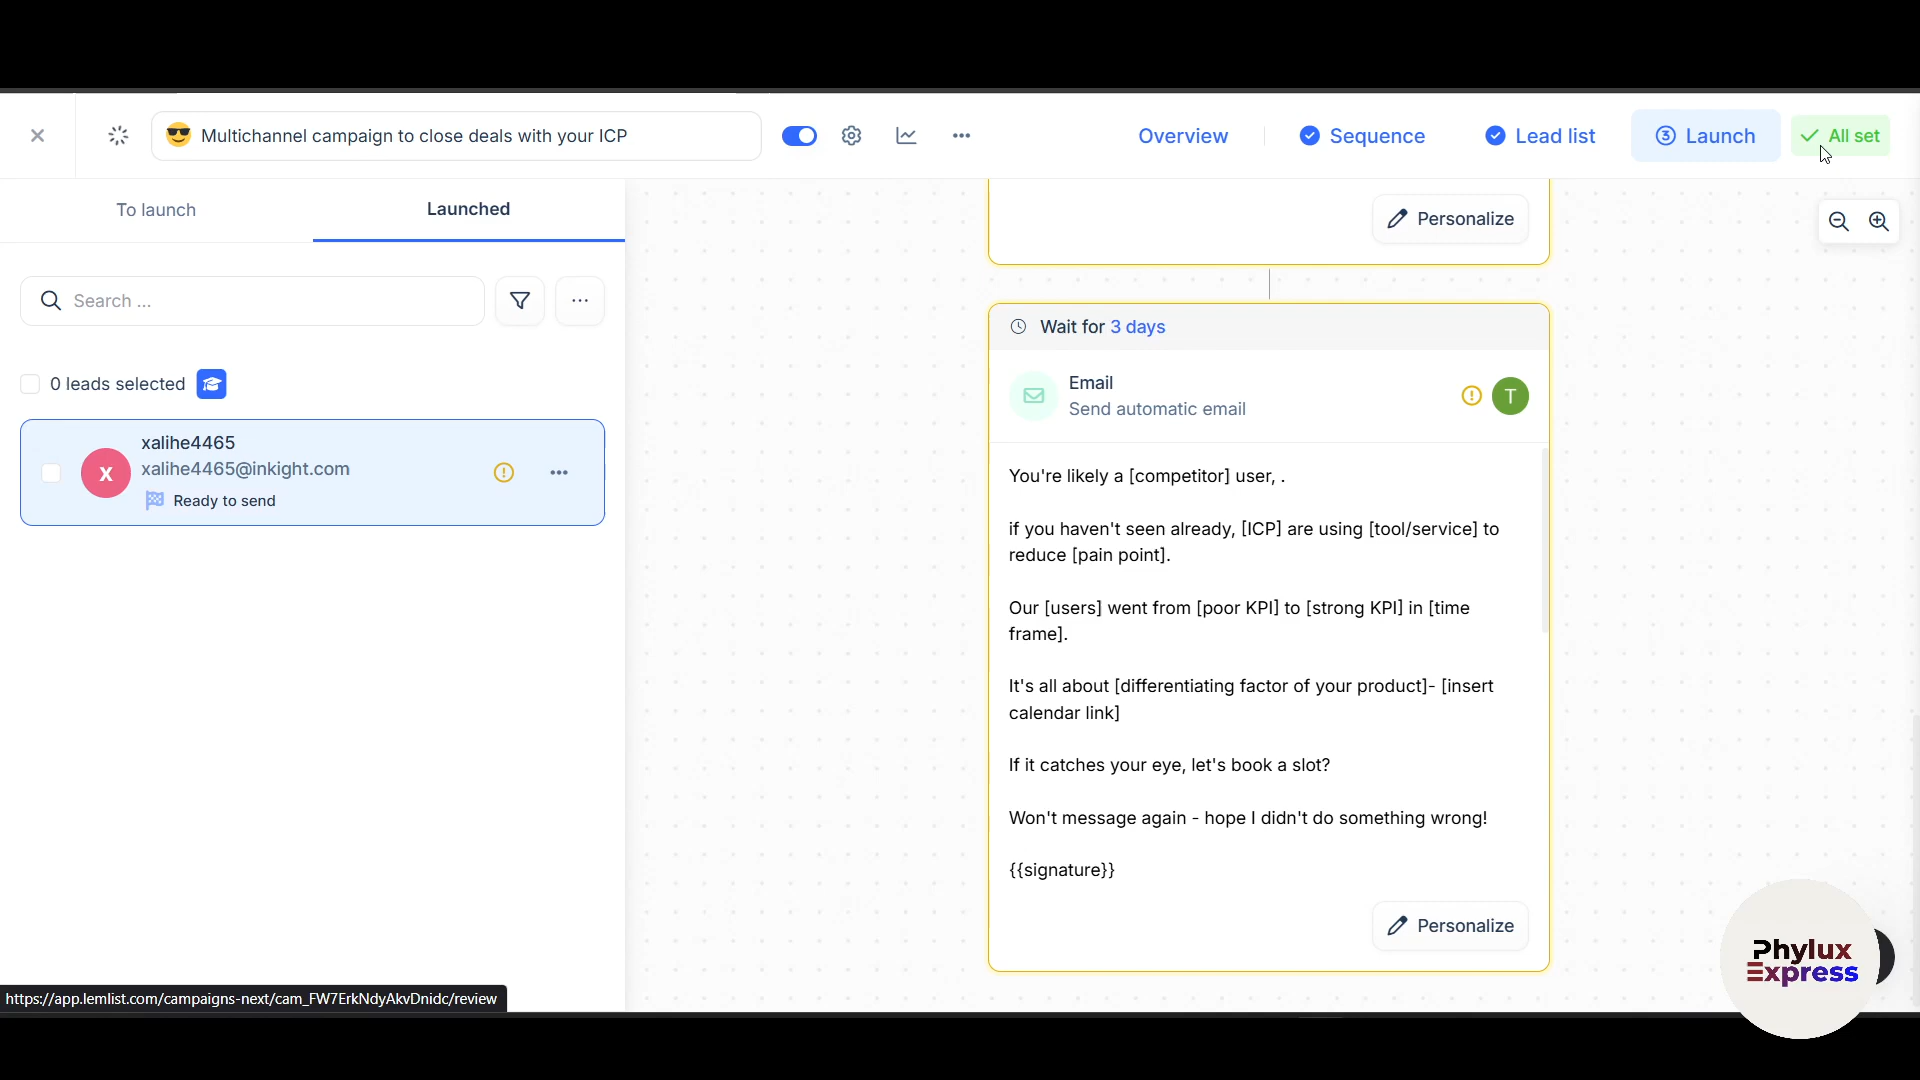 Multichannel campaign to close deals with your ICP
Overview
Sequence
Lead list
3 Launch
All set
To launch
Launched
Search ...
0 leads selected
X
xalihe4465
xalihe4465@inkight.com
Ready to send
Personalize
Wait for 3 days
Email
Send automatic email
T
You're likely a [competitor] user, .
if you haven't seen already, [ICP] are using [tool/service] to
reduce [pain point].
Our [users] went from [poor KPI] to [strong KPI] in [time
frame].
It's all about [differentiating factor of your product]- [insert
calendar link]
If it catches your eye, let's book a slot?
Won't message again - hope I didn't do something wrong!
{{signature}}
Personalize
Phylux
Express
https://app.lemlist.com/campaigns-next/cam_FW7ErkNdyAkvDnidc/review